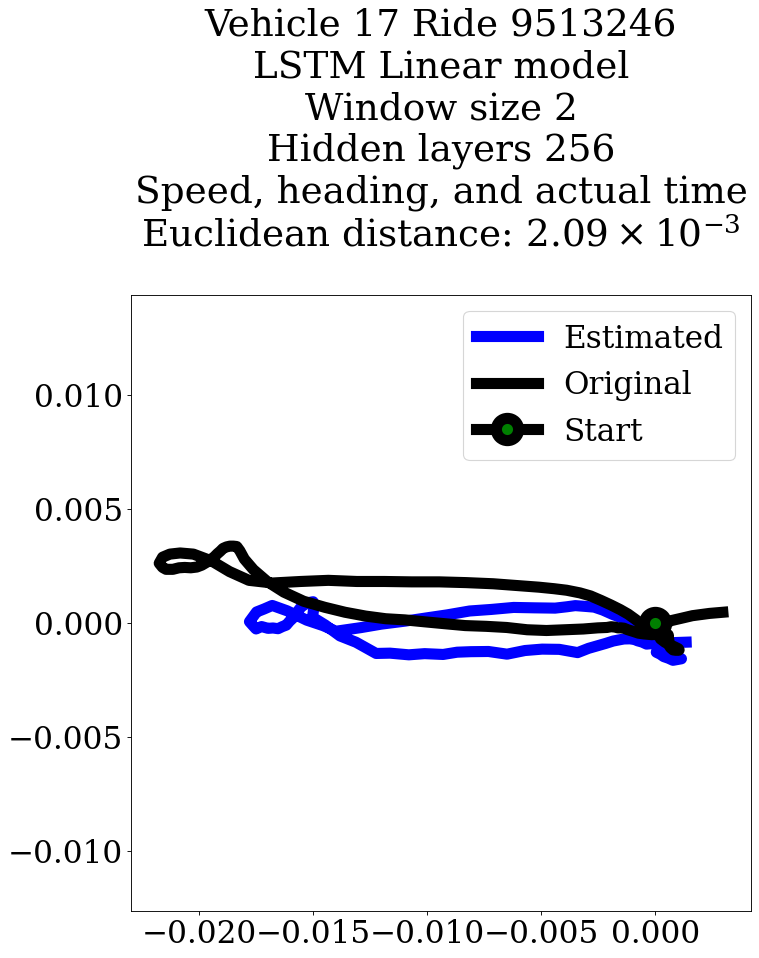 Vehicle 17 Ride 9513246
LSTM Linear model
Window size 2
Hidden layers 256
Speed, heading, and actual time
Euclidean distance: 2.09 × 10⁻³
Estimated
Original
Start
0.010
0.005
0.000
−0.005
−0.010
−0.020 −0.015 −0.010 −0.005 0.000